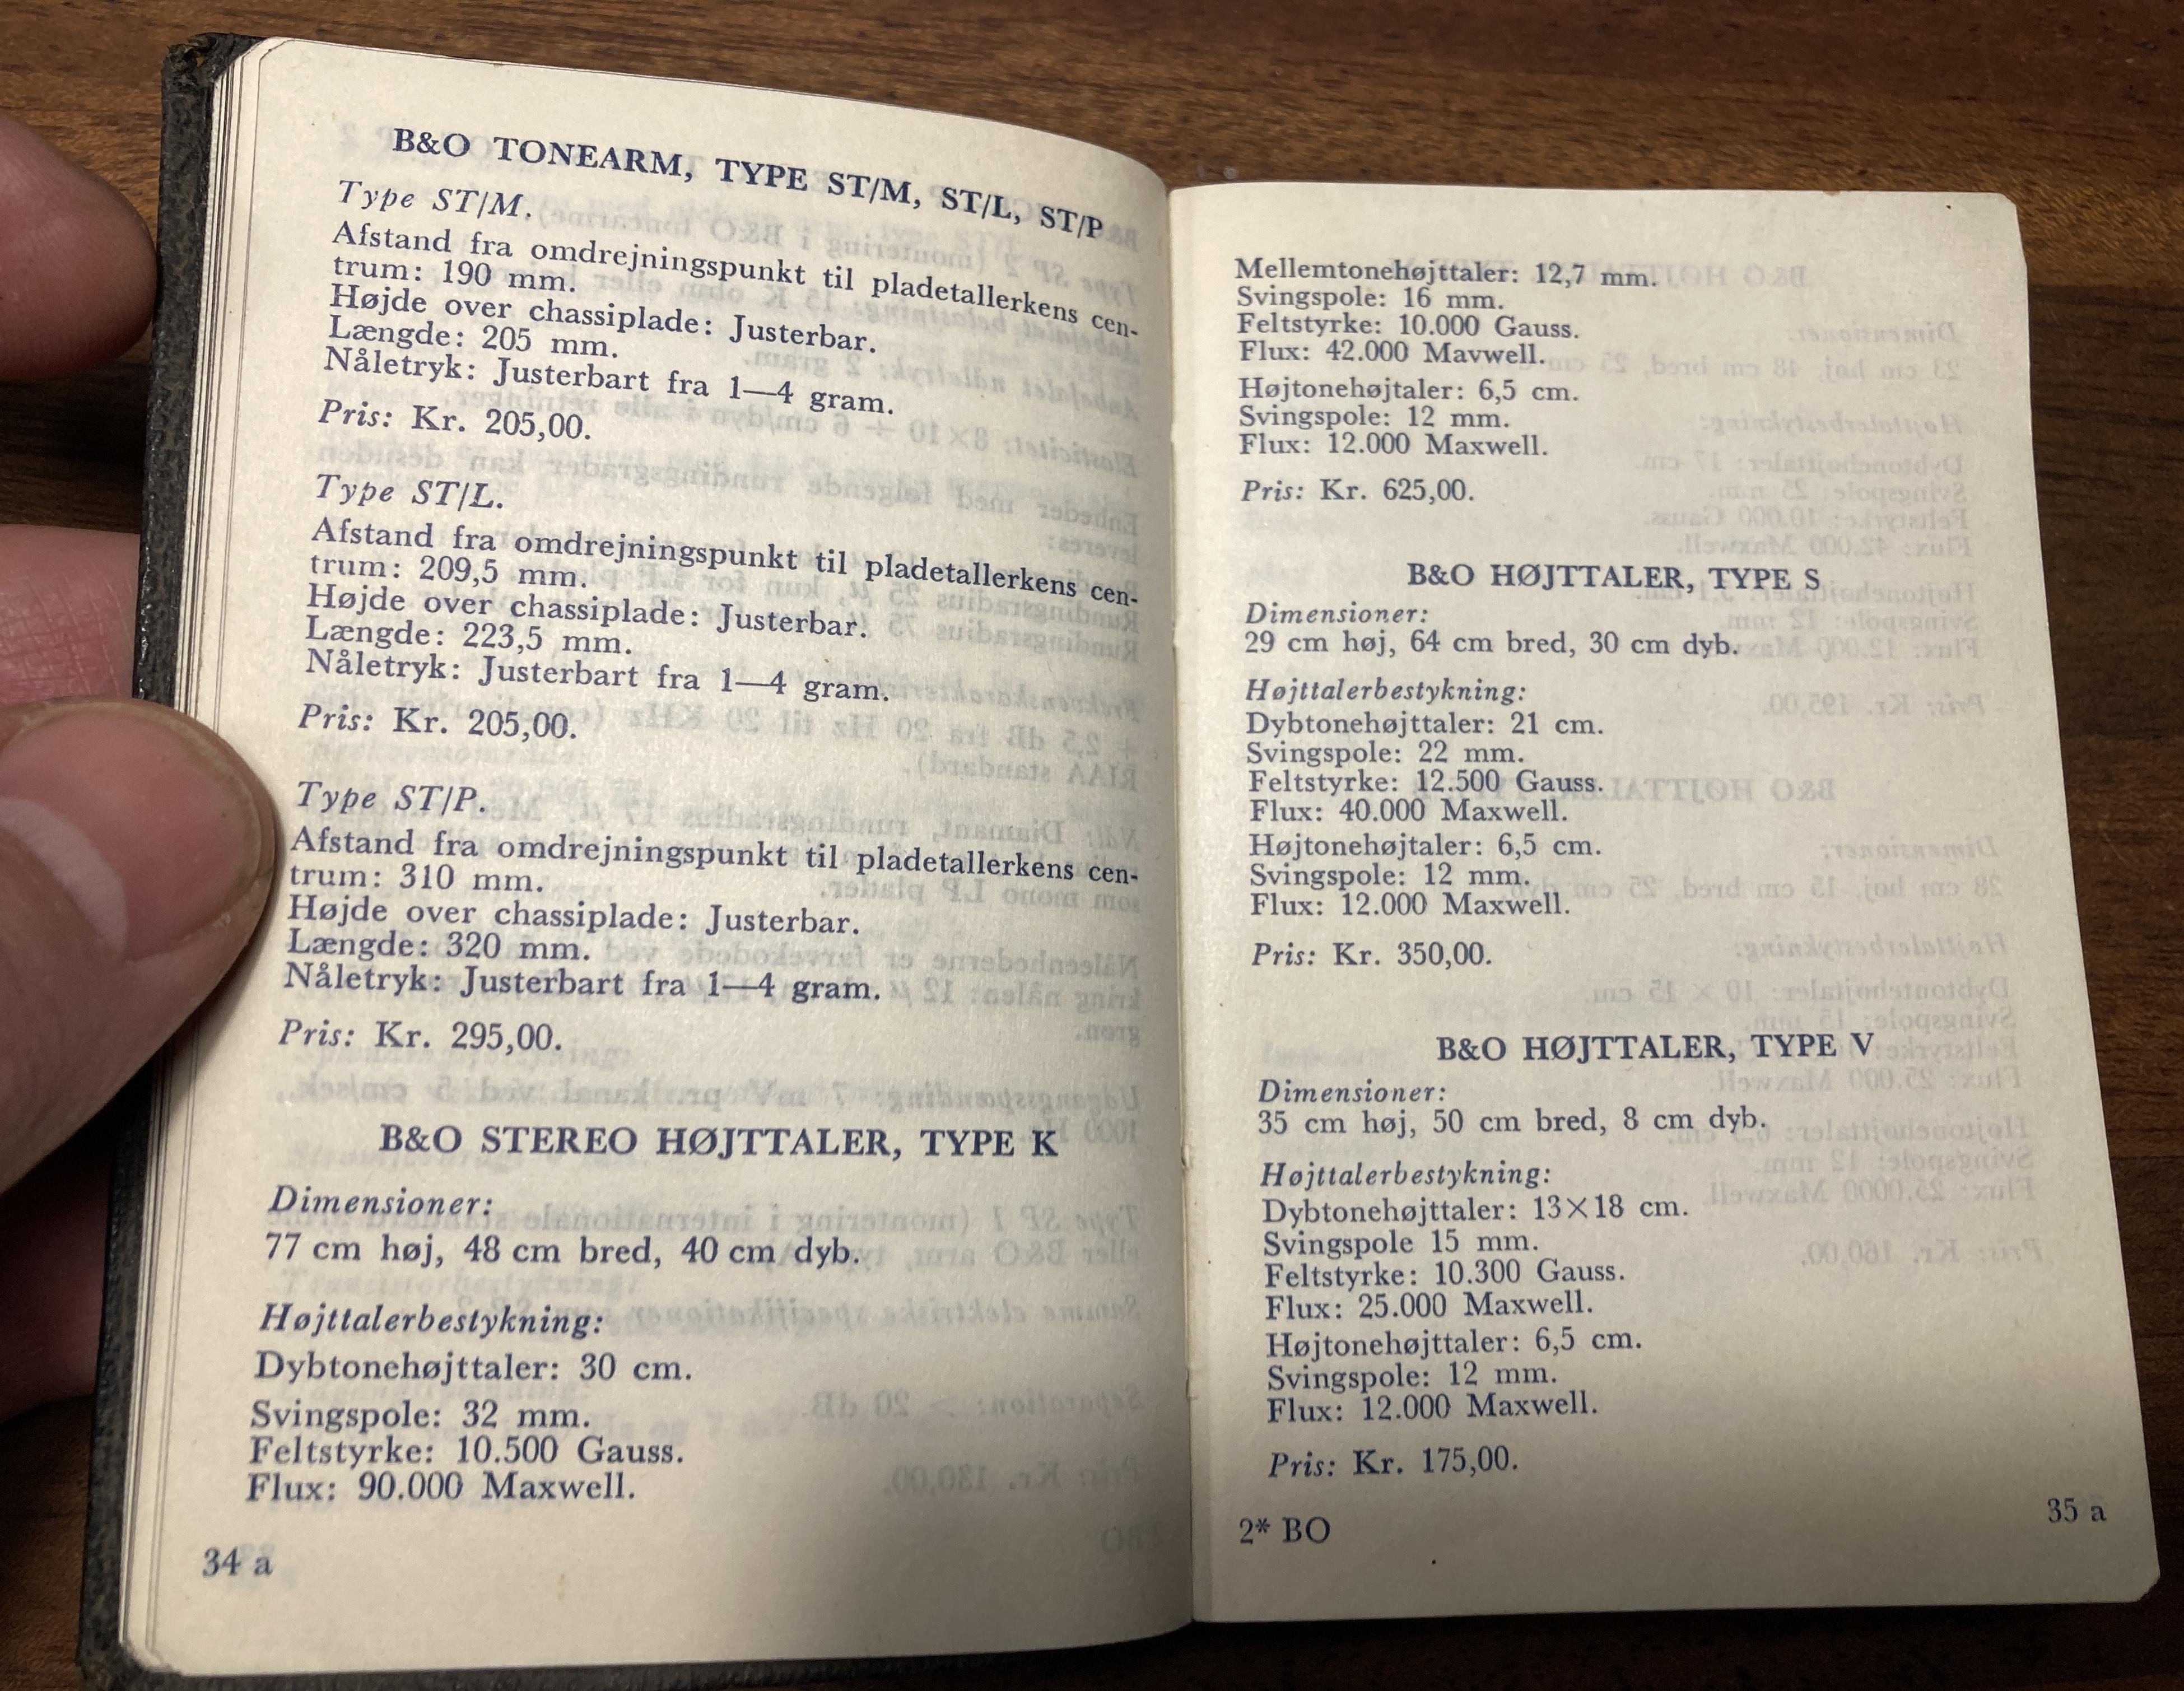 B&O TONEARM, TYPE ST/M, ST/L, ST/P
Type ST/M.
Afstand fra omdrejningspunkt til pladetallerkens cen-
trum: 190 mm.
Højde over chassiplade: Justerbar.
Længde: 205 mm.
Nåletryk: Justerbart fra 1—4 gram.
Pris: Kr. 205,00.
Type ST/L.
Afstand fra omdrejningspunkt til pladetallerkens cen-
trum: 209,5 mm.
Højde over chassiplade: Justerbar.
Længde: 223,5 mm.
Nåletryk: Justerbart fra 1—4 gram.
Pris: Kr. 205,00.
Type ST/P.
Afstand fra omdrejningspunkt til pladetallerkens cen-
trum: 310 mm.
Højde over chassiplade: Justerbar.
Længde: 320 mm.
Nåletryk: Justerbart fra 1—4 gram.
Pris: Kr. 295,00.
B&O STEREO HØJTTALER, TYPE K
Dimensioner:
77 cm høj, 48 cm bred, 40 cm dyb.
Højttalerbestykning:
Dybtonehøjttaler: 30 cm.
Svingspole: 32 mm.
Feltstyrke: 10.500 Gauss.
Flux: 90.000 Maxwell.
34 a
Mellemtonehøjttaler: 12,7 mm.
Svingspole: 16 mm.
Feltstyrke: 10.000 Gauss.
Flux: 42.000 Mavwell.
Højtonehøjtaler: 6,5 cm.
Svingspole: 12 mm.
Flux: 12.000 Maxwell.
Pris: Kr. 625,00.
B&O HØJTTALER, TYPE S
Dimensioner:
29 cm høj, 64 cm bred, 30 cm dyb.
Højttalerbestykning:
Dybtonehøjttaler: 21 cm.
Svingspole: 22 mm.
Feltstyrke: 12.500 Gauss.
Flux: 40.000 Maxwell.
Højtonehøjtaler: 6,5 cm.
Svingspole: 12 mm.
Flux: 12.000 Maxwell.
Pris: Kr. 350,00.
B&O HØJTTALER, TYPE V
Dimensioner:
35 cm høj, 50 cm bred, 8 cm dyb.
Højttalerbestykning:
Dybtonehøjttaler: 13×18 cm.
Svingspole 15 mm.
Feltstyrke: 10.300 Gauss.
Flux: 25.000 Maxwell.
Højtonehøjttaler: 6,5 cm.
Svingspole: 12 mm.
Flux: 12.000 Maxwell.
Pris: Kr. 175,00.
2* BO
35 a